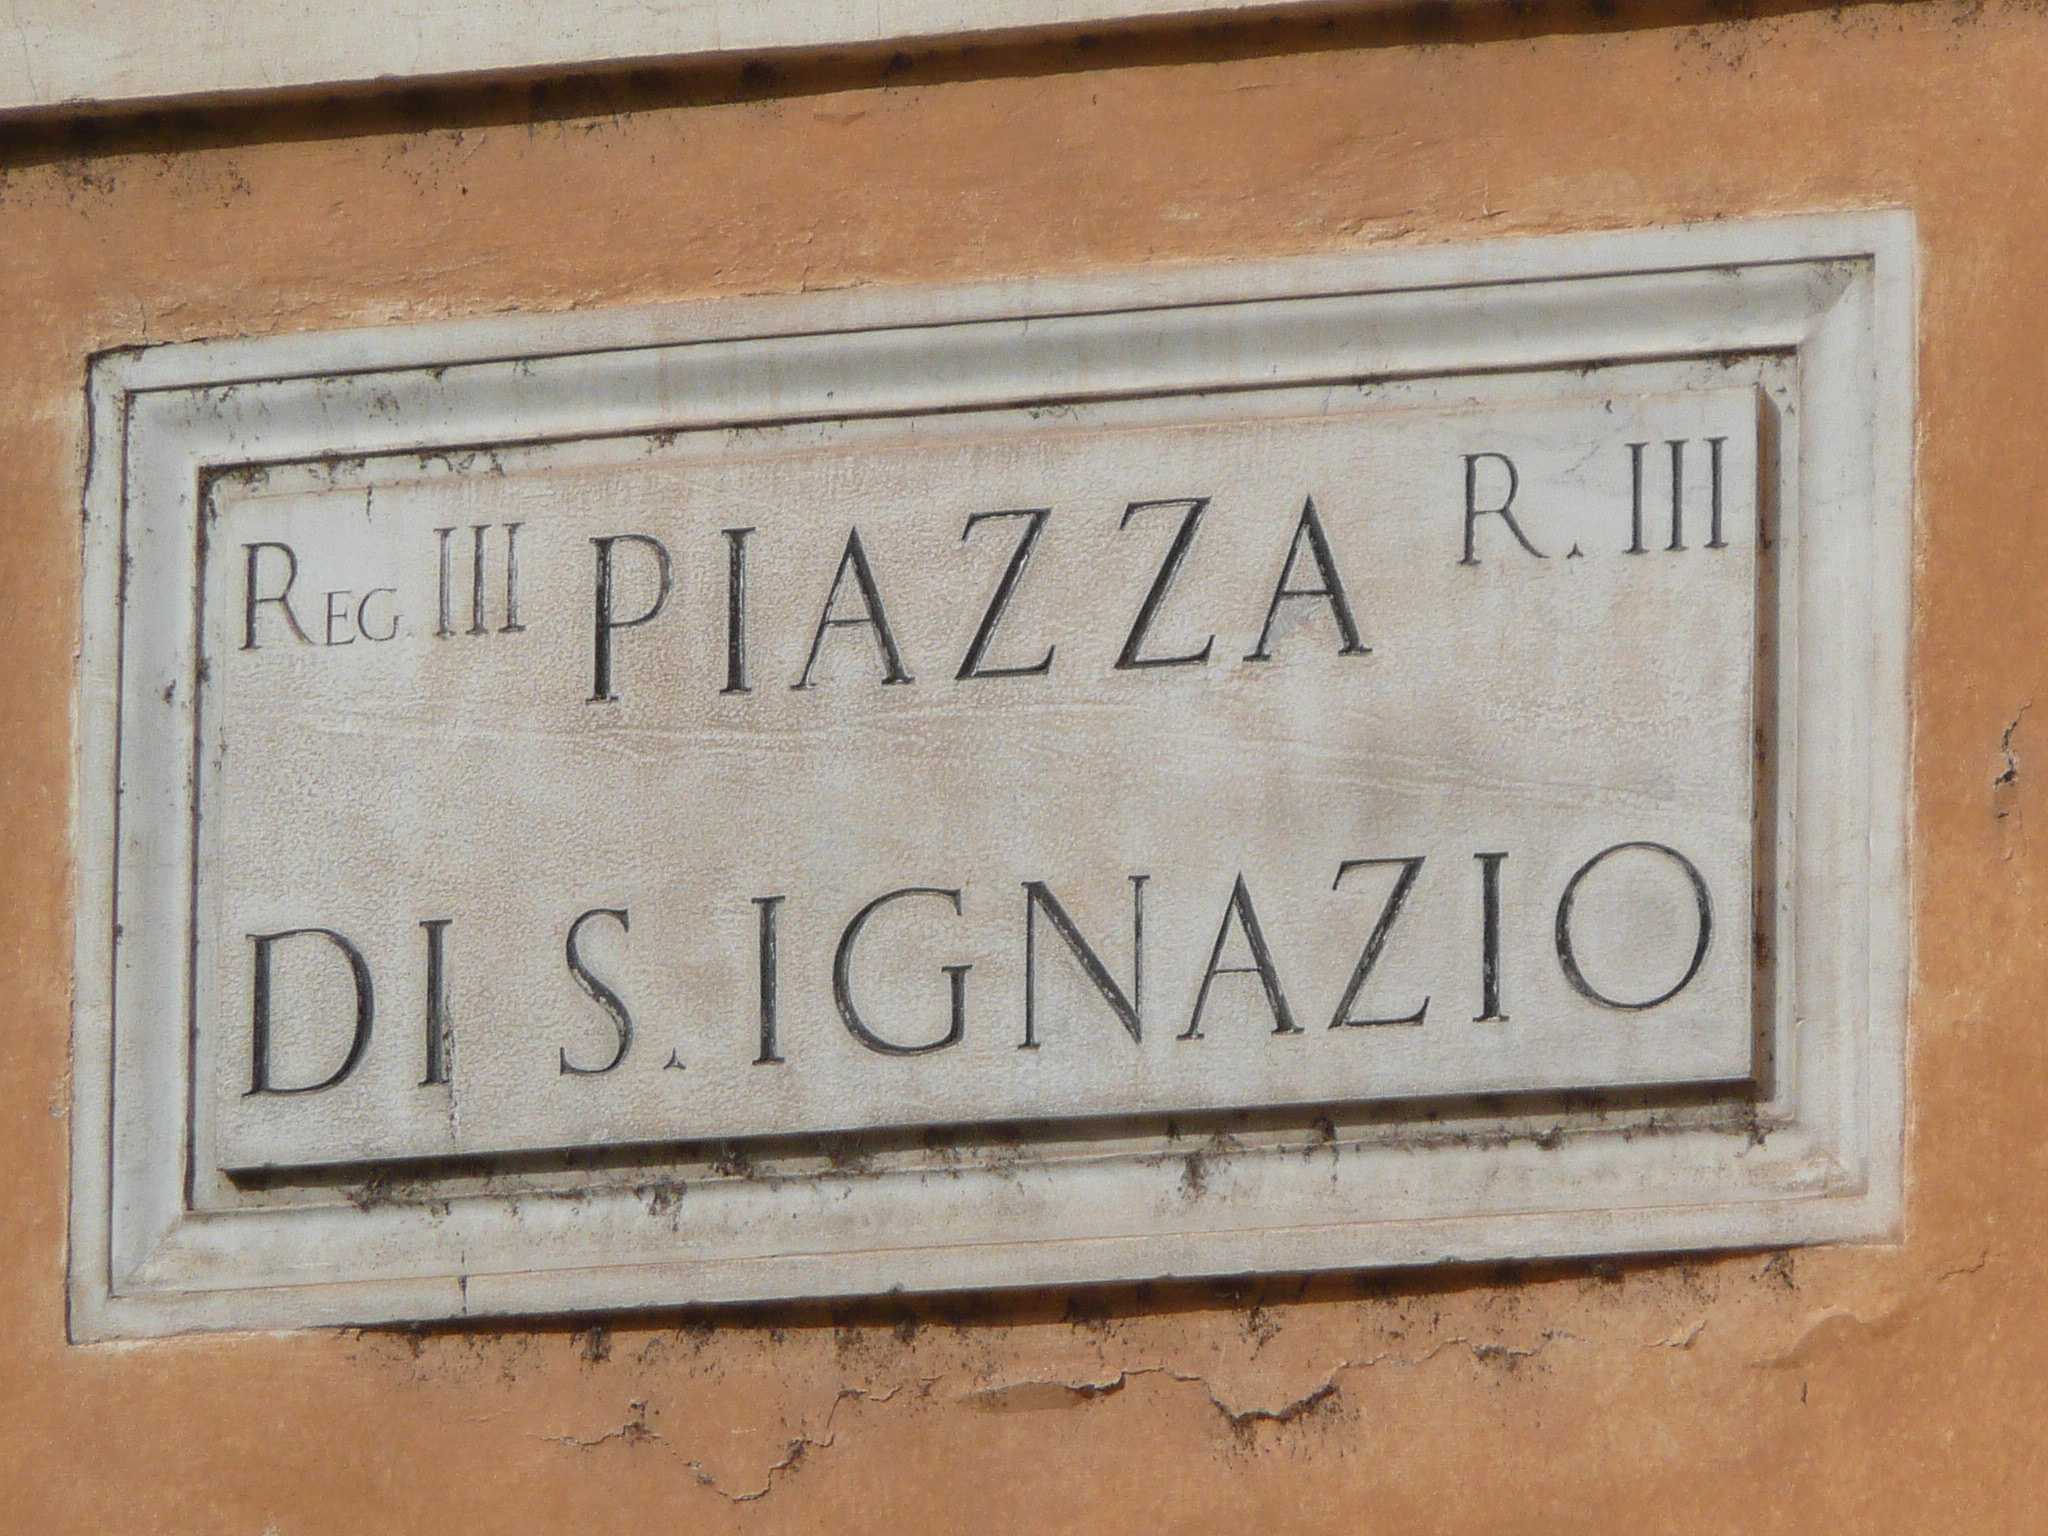 REG. III PIAZZA R. III
DI S. IGNAZIO